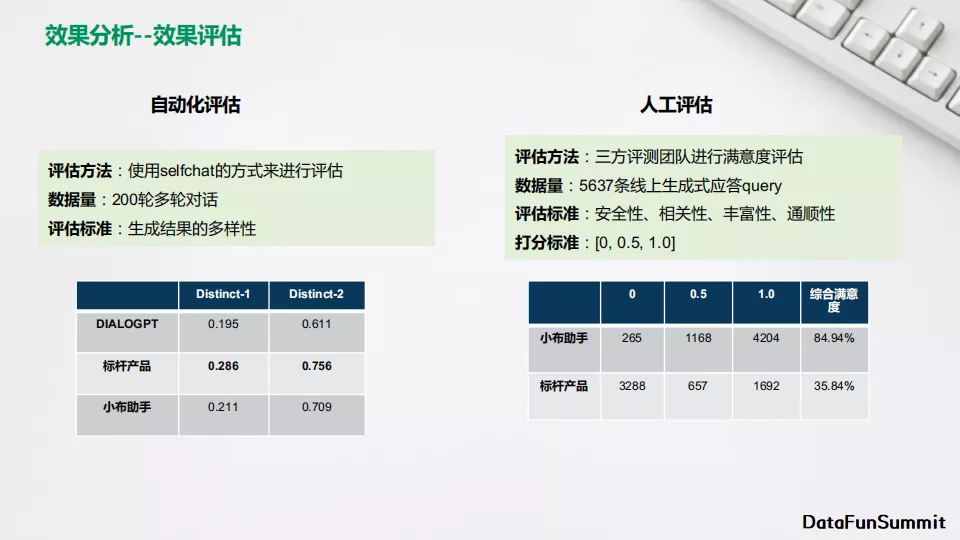 效果分析--效果评估
自动化评估
评估方法：使用selfchat的方式来进行评估
数据量：200轮多轮对话
评估标准：生成结果的多样性
Distinct-1 Distinct-2
DIALOGPT 0.195 0.611
标杆产品 0.286 0.756
小布助手 0.211 0.709
人工评估
评估方法：三方评测团队进行满意度评估
数据量：5637条线上生成式应答query
评估标准：安全性、相关性、丰富性、通顺性
打分标准：[0, 0.5, 1.0]
0 0.5 1.0 综合满意
度
小布助手 265 1168 4204 84.94%
标杆产品 3288 657 1692 35.84%
DataFunSummit